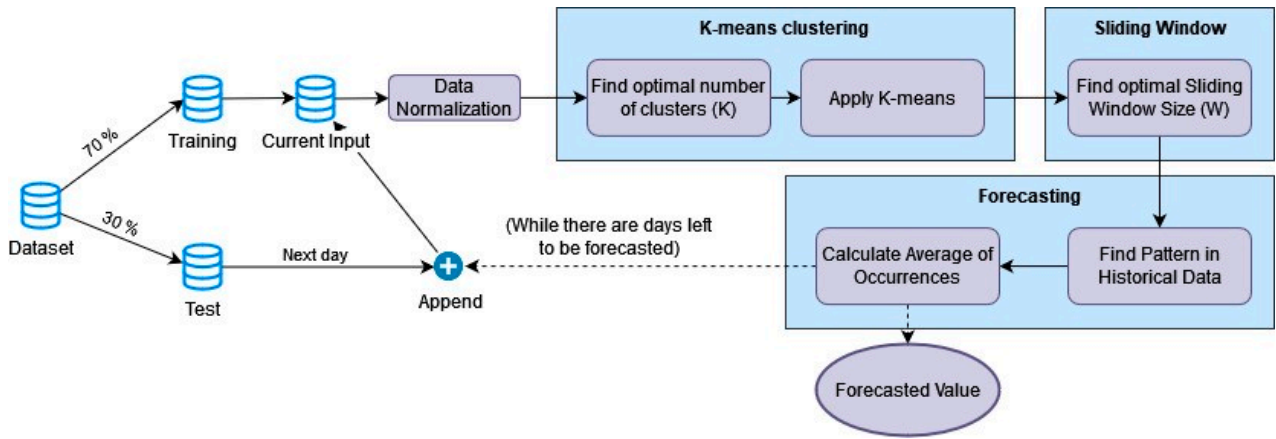 K-means clustering
Sliding Window
Data
Normalization
Find optimal number
of clusters (K)
Apply K-means
Find optimal Sliding
Window Size (W)
70 %
Training
Current Input
Dataset
30 %
Test
Next day
Append
(While there are days left
to be forecasted)
Forecasting
Calculate Average of
Occurrences
Find Pattern in
Historical Data
Forecasted Value